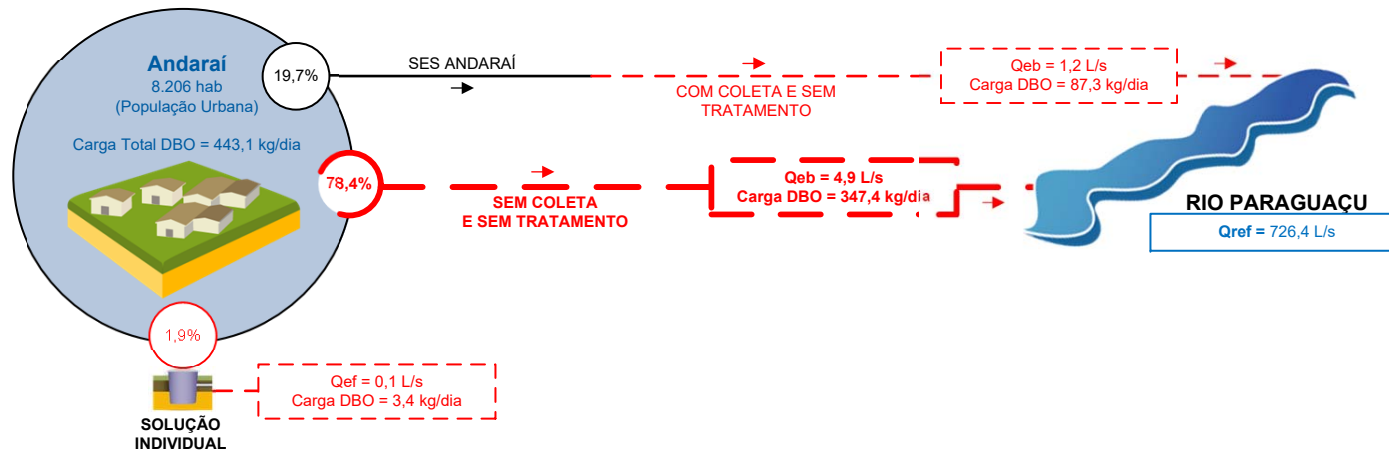 Andaraí
8.206 hab
(População Urbana)
Carga Total DBO = 443,1 kg/dia
19,7%
SES ANDARAÍ
COM COLETA E SEM
TRATAMENTO
Qeb = 1,2 L/s
Carga DBO = 87,3 kg/dia
78,4%
SEM COLETA
E SEM TRATAMENTO
Qeb = 4,9 L/s
Carga DBO = 347,4 kg/dia
RIO PARAGUAÇU
Qref = 726,4 L/s
1,9%
Qef = 0,1 L/s
Carga DBO = 3,4 kg/dia
SOLUÇÃO
INDIVIDUAL